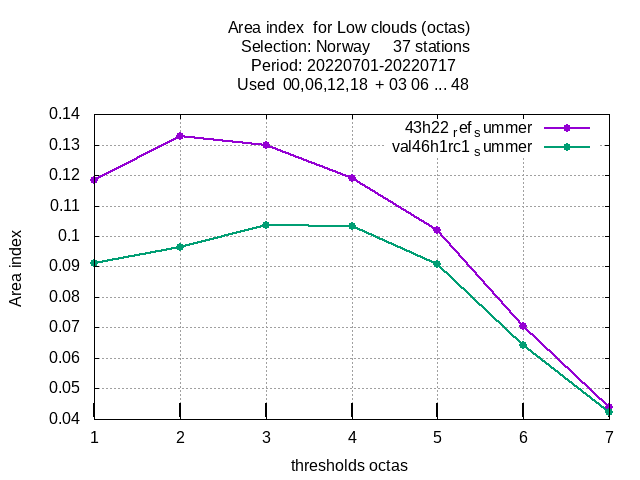 Area index  for Low clouds (octas)
Selection: Norway     37 stations
Period: 20220701-20220717
Used  00,06,12,18  + 03 06 ... 48
43h22 ref summer
val46h1rc1 summer
0.14
0.13
0.12
0.11
0.1
0.09
0.08
0.07
0.06
0.05
0.04
Area index
1 2 3 4 5 6 7
thresholds octas